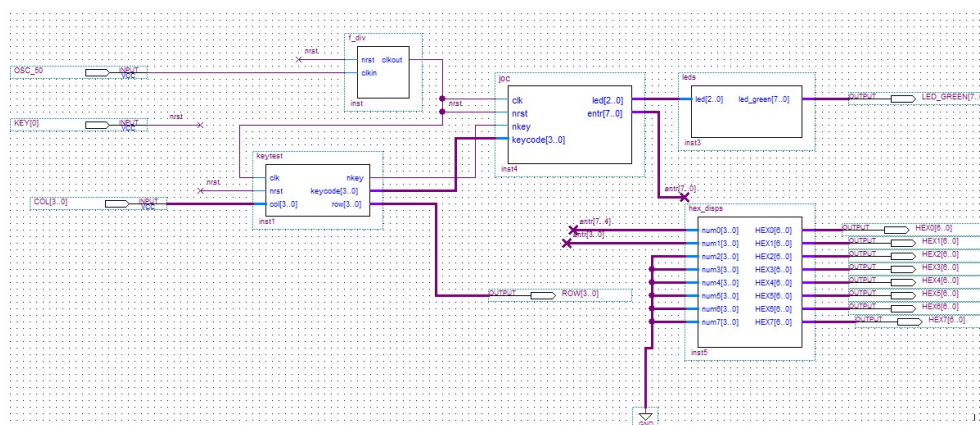 f_div
nrst
nrst clkout
clkin
inst
OSC_50
INPUT
VCC
KEY[0]
INPUT
VCC
nrst
joc
nrst
clk
nrst
nkey
keycode[3..0]
led[2..0]
entr[7..0]
inst4
leds
led[2..0] led_green[7..0]
inst3
OUTPUT
LED_GREEN[7..
keytest
nrst
clk
nrst
col[3..0]
nkey
keycode[3..0]
row[3..0]
inst1
COL[3..0]
INPUT
VCC
OUTPUT
ROW[3..0]
entr[7..0]
entr[7..4]
entr[3..0]
hex_disps
num0[3..0] HEX0[6..0]
num1[3..0] HEX1[6..0]
num2[3..0] HEX2[6..0]
num3[3..0] HEX3[6..0]
num4[3..0] HEX4[6..0]
num5[3..0] HEX5[6..0]
num6[3..0] HEX6[6..0]
num7[3..0] HEX7[6..0]
inst5
OUTPUT HEX0[6..0]
OUTPUT HEX1[6..0]
OUTPUT HEX2[6..0]
OUTPUT HEX3[6..0]
OUTPUT HEX4[6..0]
OUTPUT HEX5[6..0]
OUTPUT HEX6[6..0]
OUTPUT HEX7[6..0]
GND